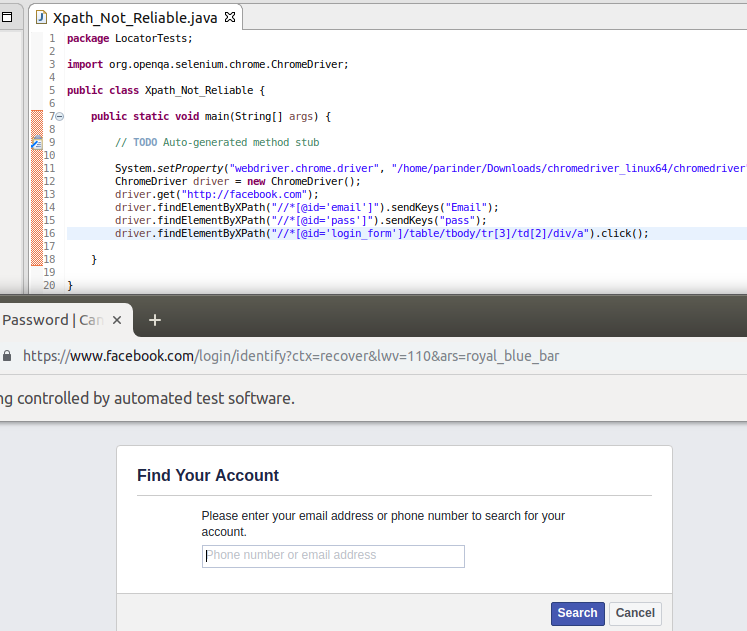 Xpath_Not_Reliable.java
1 package LocatorTests;
2
3 import org.openqa.selenium.chrome.ChromeDriver;
4
5 public class Xpath_Not_Reliable {
6
7 public static void main(String[] args) {
8
9 // TODO Auto-generated method stub
10
11 System.setProperty("webdriver.chrome.driver", "/home/parinder/Downloads/chromedriver_linux64/chromedriver"
12 ChromeDriver driver = new ChromeDriver();
13 driver.get("http://facebook.com");
14 driver.findElementByXPath("//*[@id='email']").sendKeys("Email");
15 driver.findElementByXPath("//*[@id='pass']").sendKeys("pass");
16 driver.findElementByXPath("//*[@id='login_form']/table/tbody/tr[3]/td[2]/div/a").click();
17
18 }
19
20 }
Password | Can
https://www.facebook.com/login/identify?ctx=recover&lwv=110&ars=royal_blue_bar
ng controlled by automated test software.
Find Your Account
Please enter your email address or phone number to search for your
account.
Phone number or email address
Search Cancel